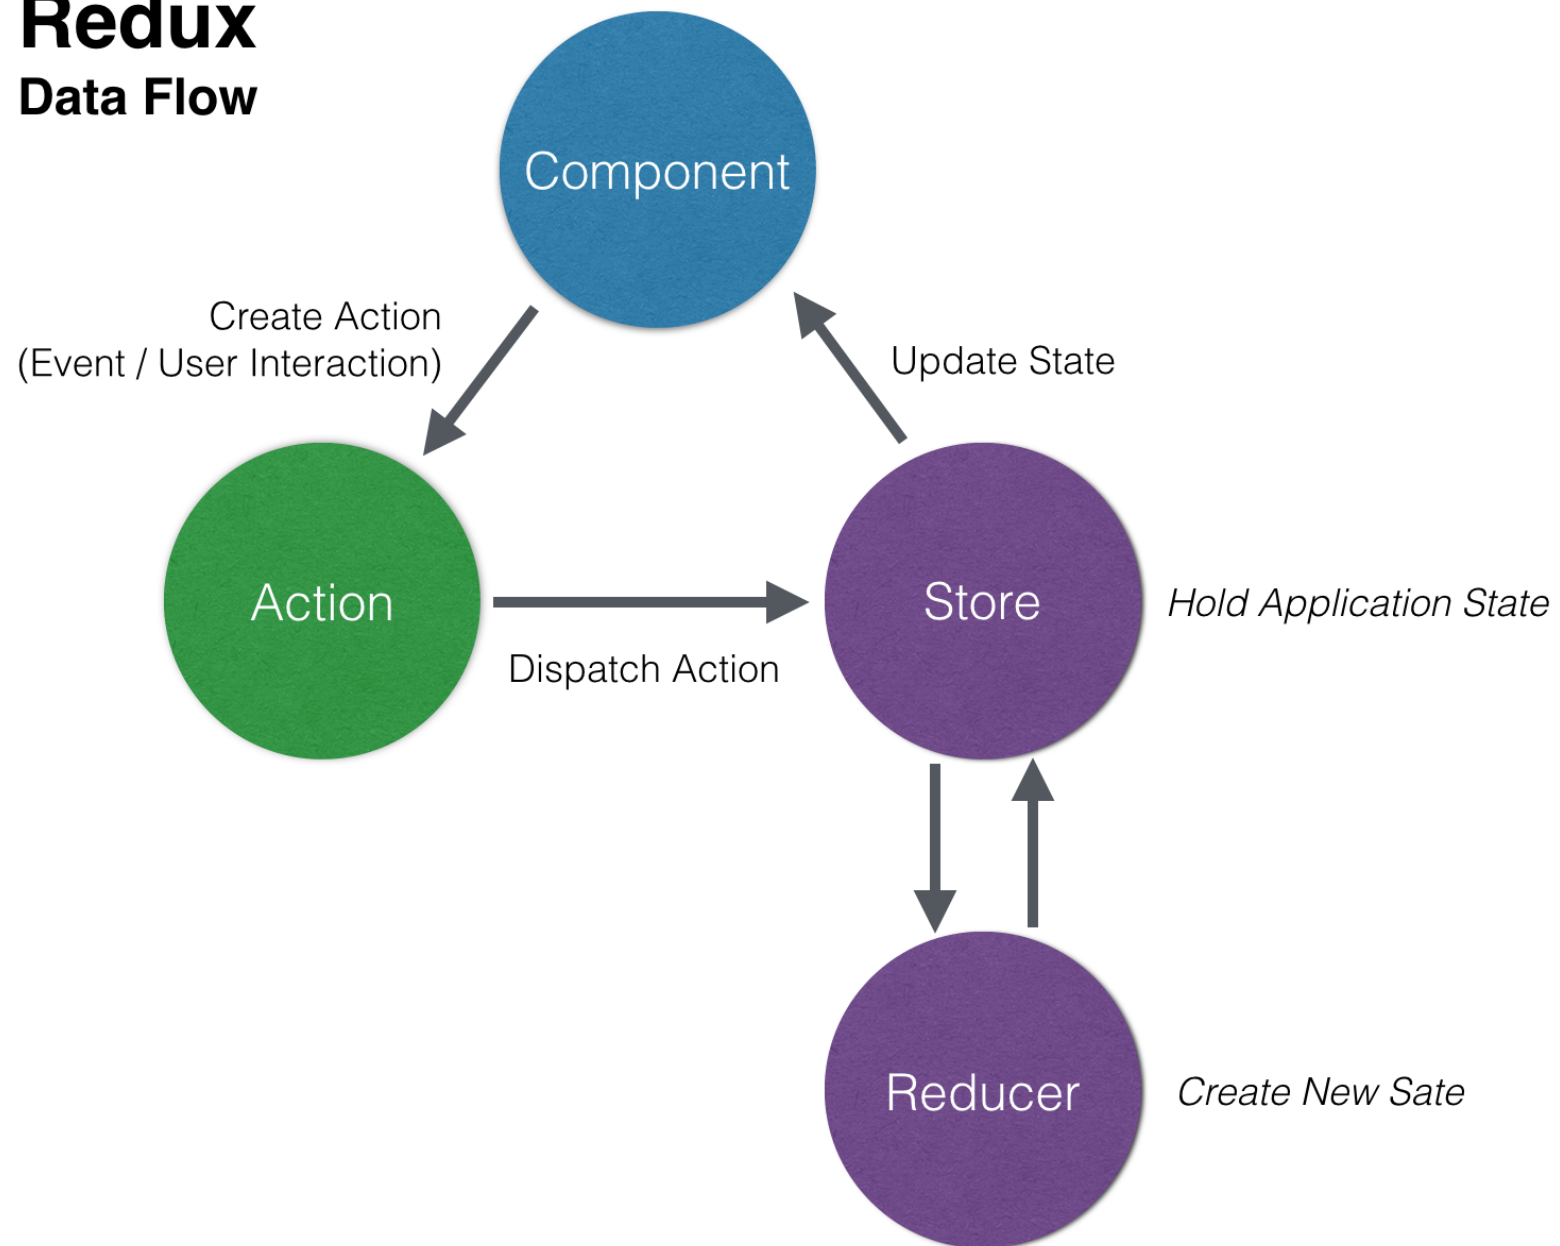 Redux
Data Flow
Component
Create Action
(Event / User Interaction)
Update State
Action
Dispatch Action
Store
Hold Application State
Reducer
Create New Sate